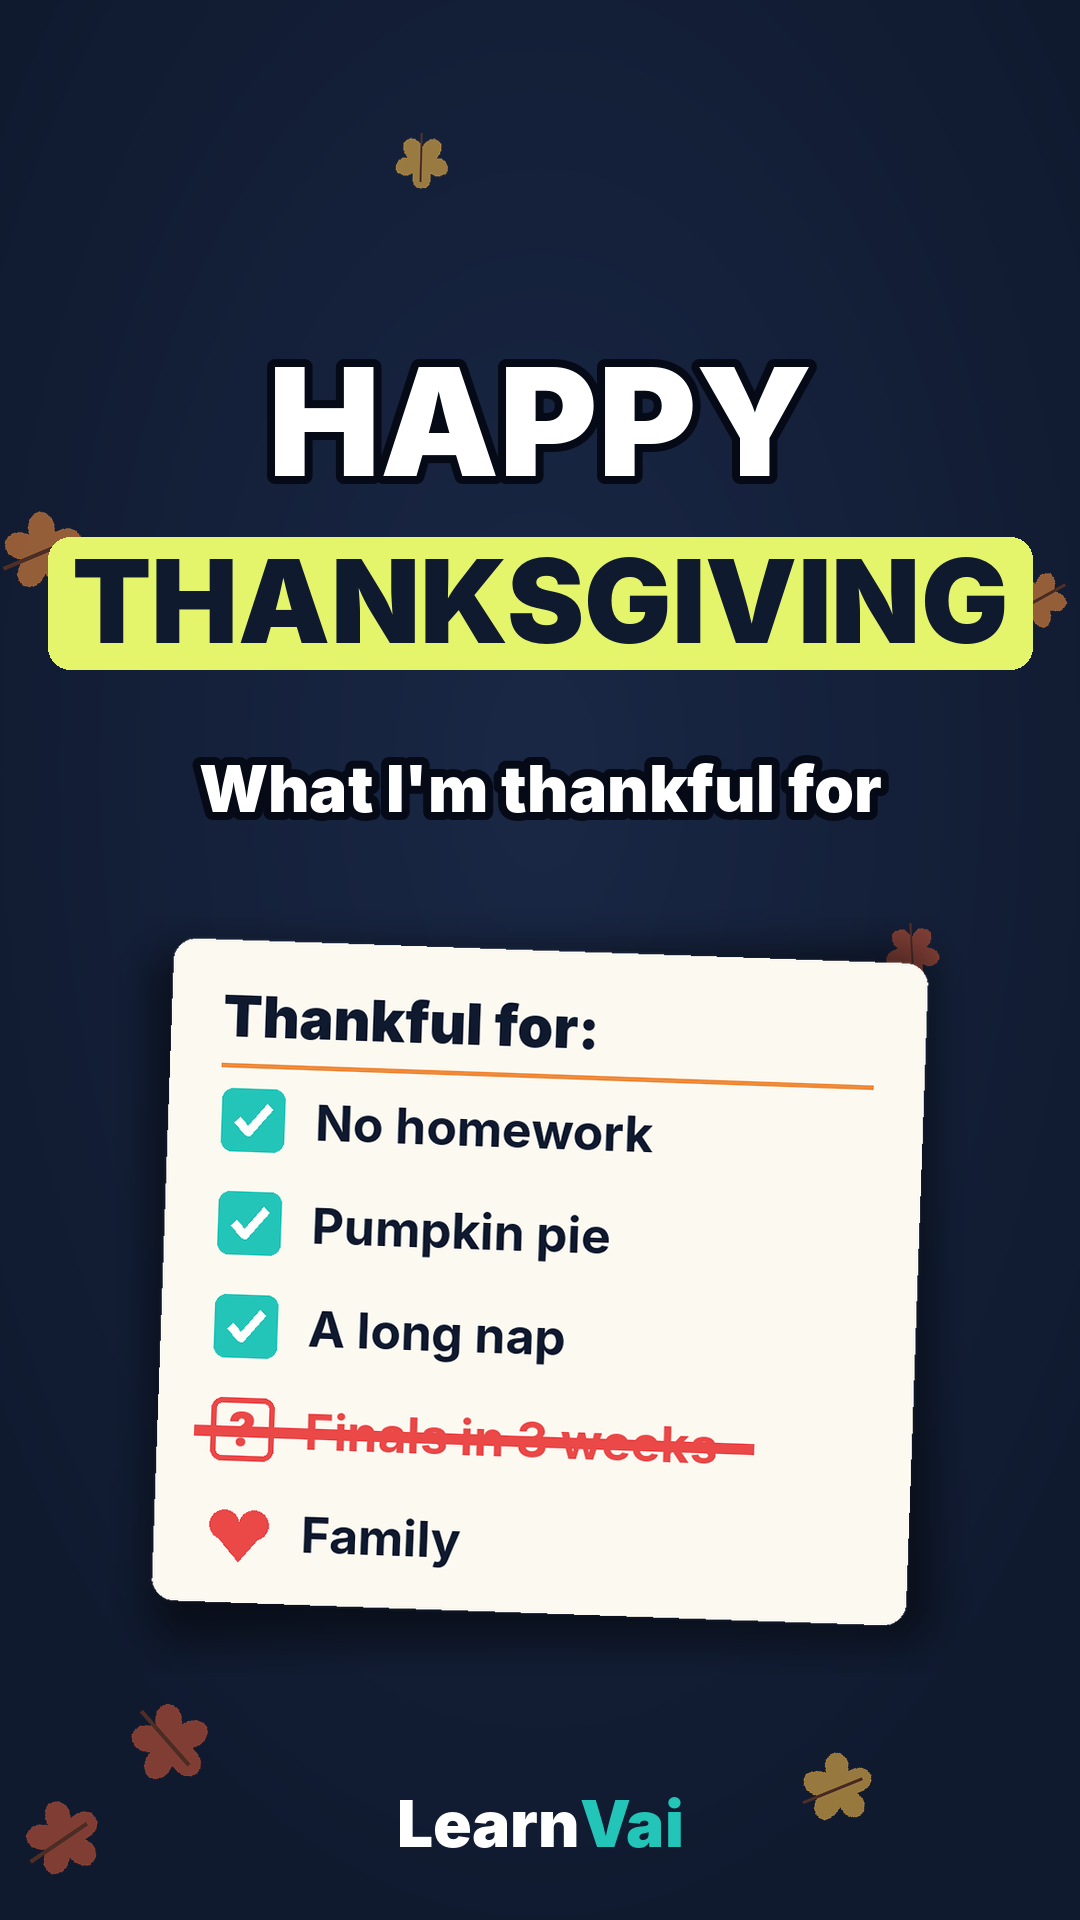 HAPPY
THANKSGIVING
What I'm thankful for
Thankful for:
No homework
Pumpkin pie
A long nap
? Finals in 3 weeks
Family
LearnVai